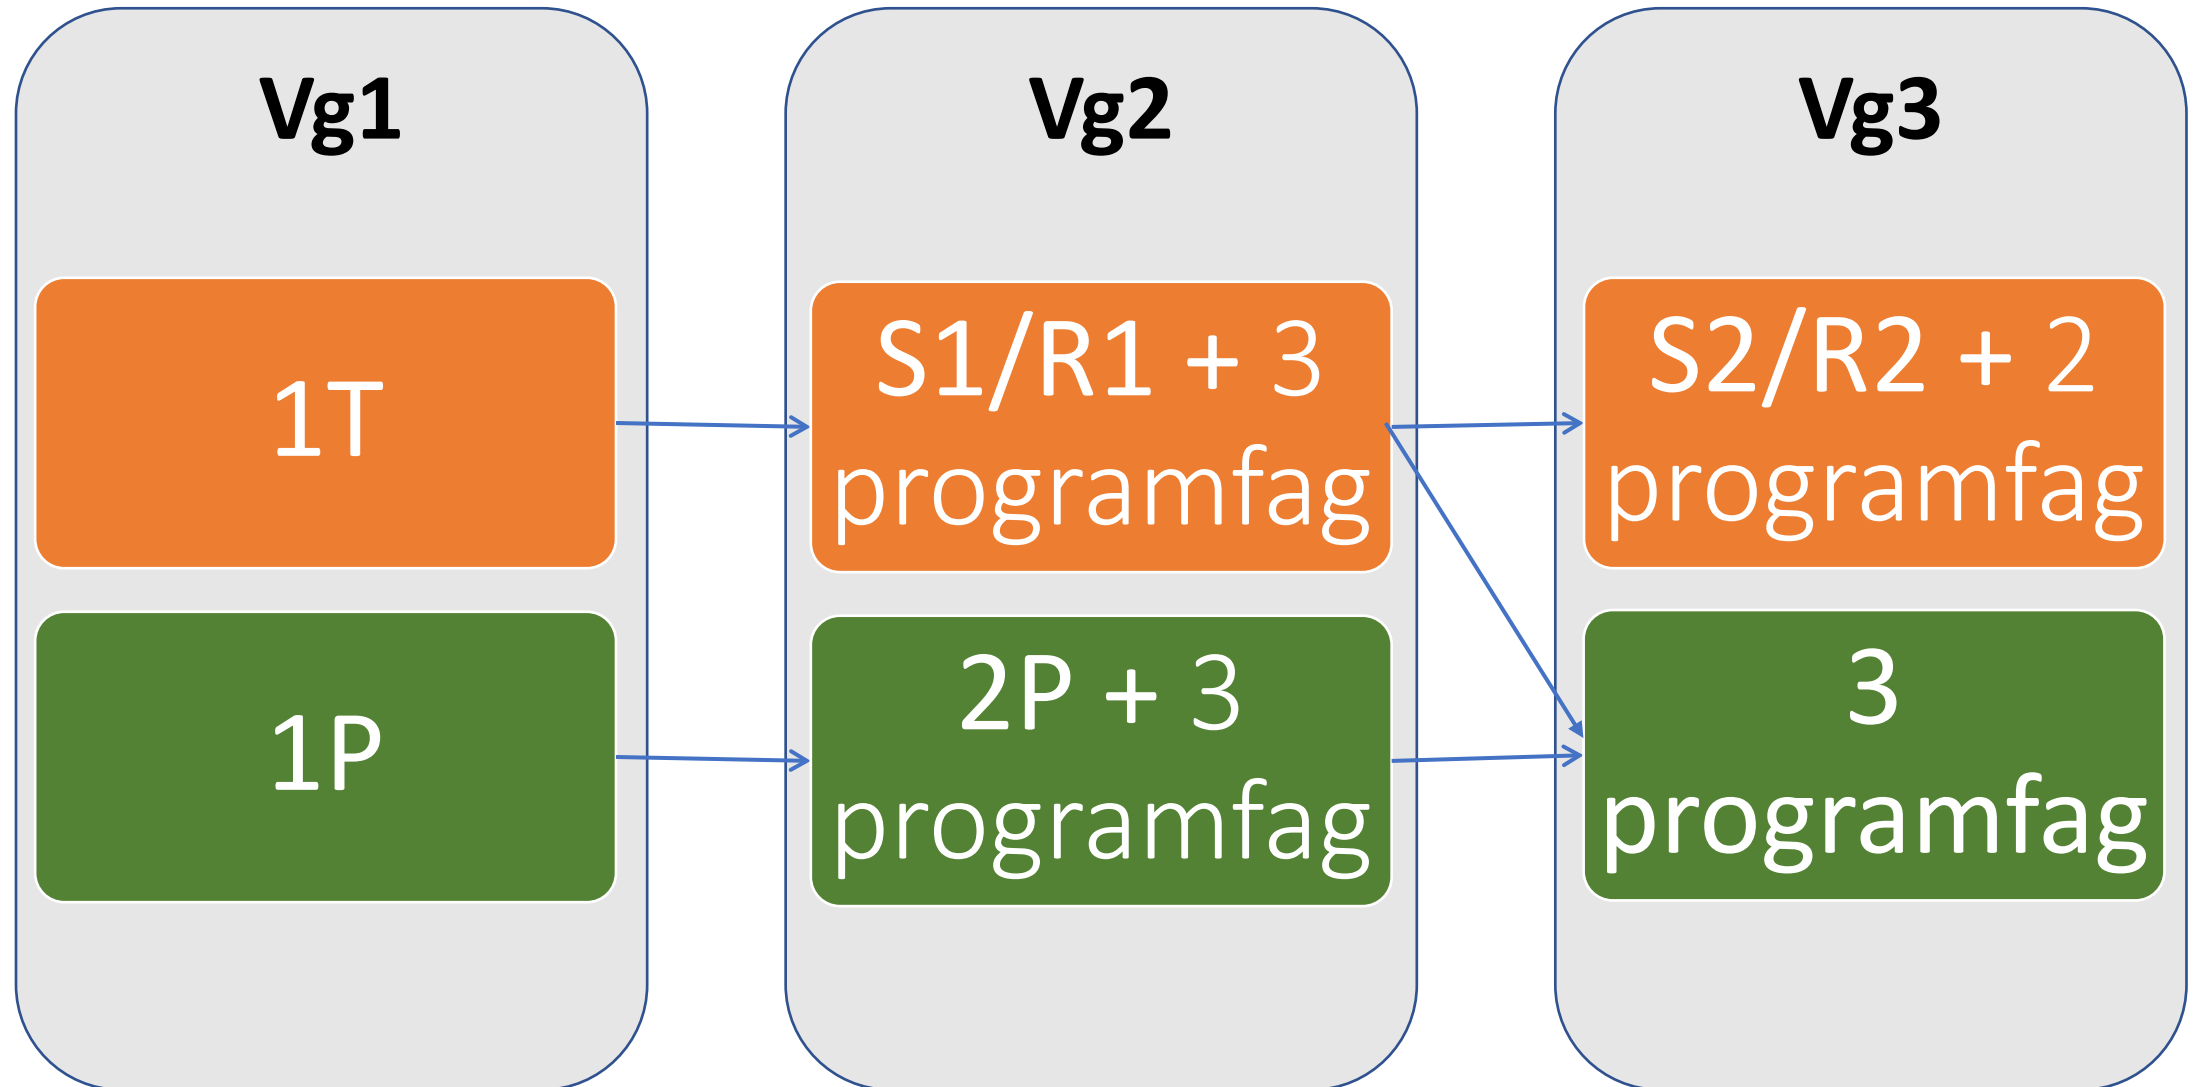 Vg1
1T
1P
Vg2
S1/R1 + 3
programfag
2P + 3
programfag
Vg3
S2/R2 + 2
programfag
3
programfag